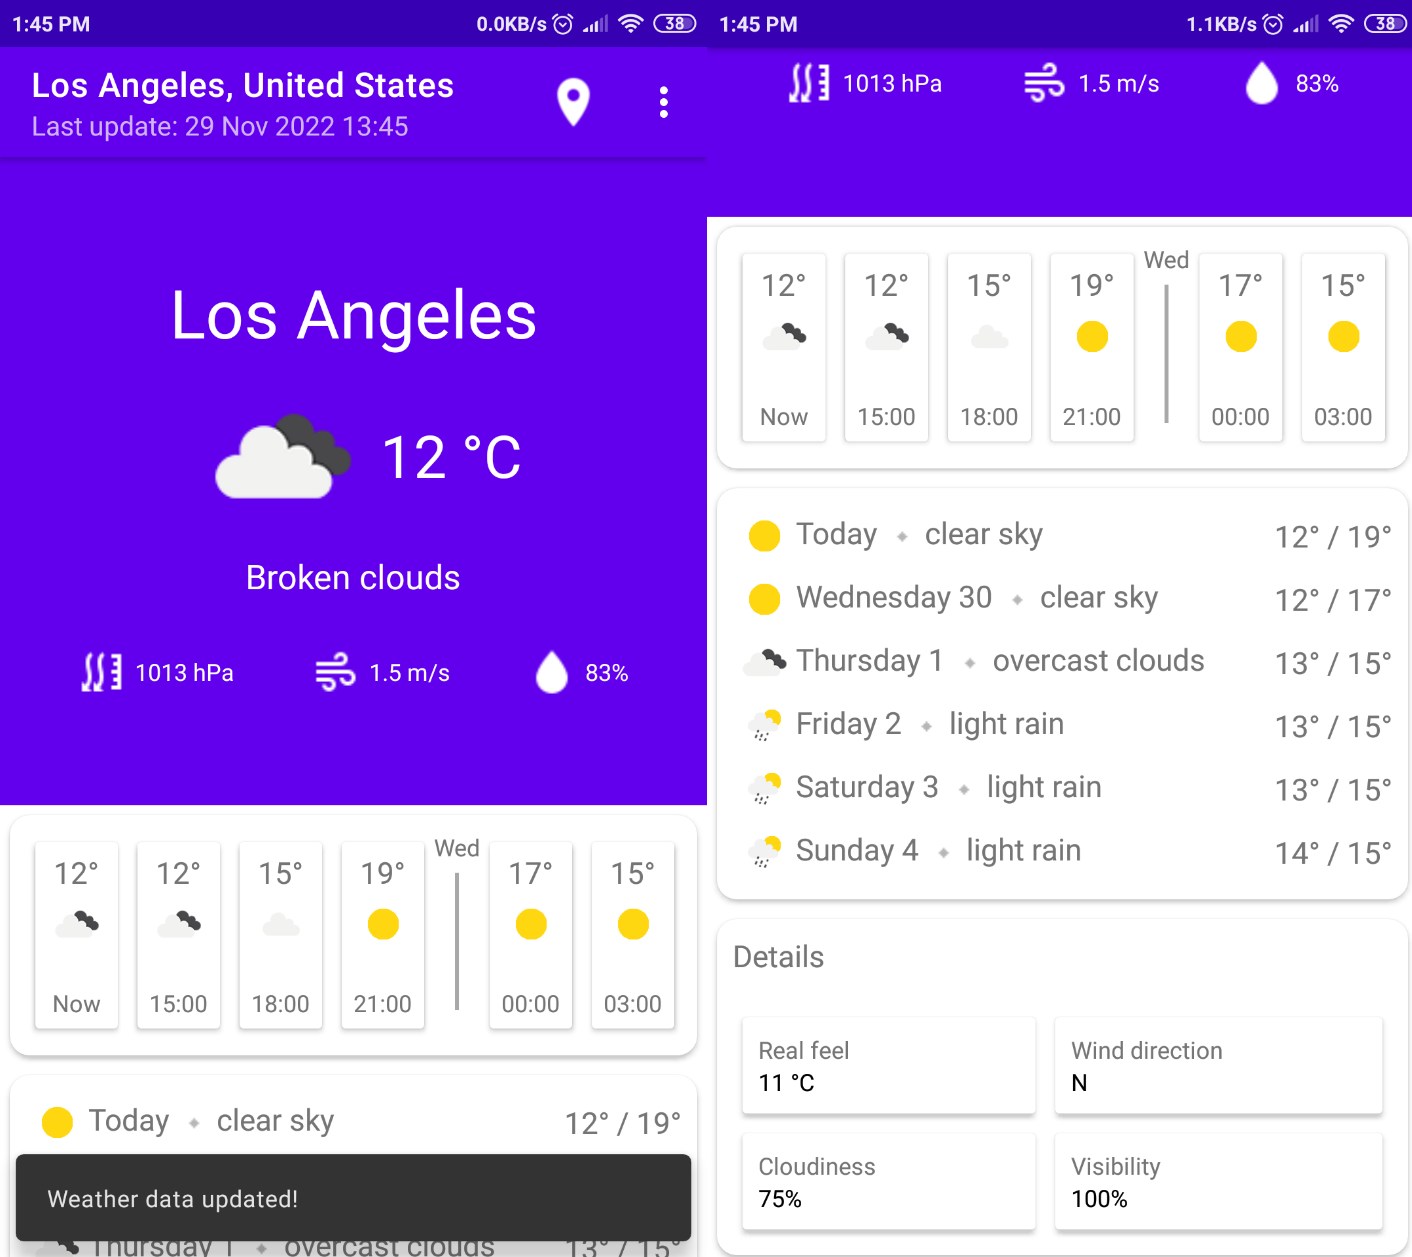 1:45 PM
0.0KB/s
38
Los Angeles, United States
Last update: 29 Nov 2022 13:45
Los Angeles
12 °C
Broken clouds
1013 hPa
1.5 m/s
83%
12°
12°
15°
19°
Wed
17°
15°
Now
15:00
18:00
21:00
00:00
03:00
Today
clear sky
12° / 19°
Weather data updated!
Thursday 1
overcast clouds
13° / 15°
1:45 PM
1.1KB/s
38
1013 hPa
1.5 m/s
83%
12°
12°
15°
19°
Wed
17°
15°
Now
15:00
18:00
21:00
00:00
03:00
Today
clear sky
12° / 19°
Wednesday 30
clear sky
12° / 17°
Thursday 1
overcast clouds
13° / 15°
Friday 2
light rain
13° / 15°
Saturday 3
light rain
13° / 15°
Sunday 4
light rain
14° / 15°
Details
Real feel
11 °C
Wind direction
N
Cloudiness
75%
Visibility
100%